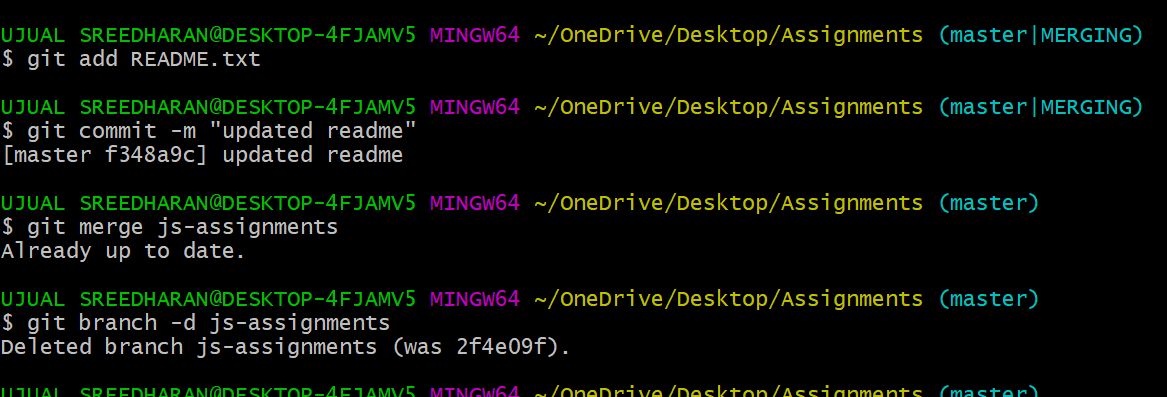 UJUAL SREEDHARAN@DESKTOP-4FJAMV5 MINGW64 ~/OneDrive/Desktop/Assignments (master|MERGING)
$ git add README.txt
UJUAL SREEDHARAN@DESKTOP-4FJAMV5 MINGW64 ~/OneDrive/Desktop/Assignments (master|MERGING)
$ git commit -m "updated readme"
[master f348a9c] updated readme
UJUAL SREEDHARAN@DESKTOP-4FJAMV5 MINGW64 ~/OneDrive/Desktop/Assignments (master)
$ git merge js-assignments
Already up to date.
UJUAL SREEDHARAN@DESKTOP-4FJAMV5 MINGW64 ~/OneDrive/Desktop/Assignments (master)
$ git branch -d js-assignments
Deleted branch js-assignments (was 2f4e09f).
UJUAL SREEDHARAN@DESKTOP-4FJAMV5 MINGW64 ~/OneDrive/Desktop/Assignments (master)